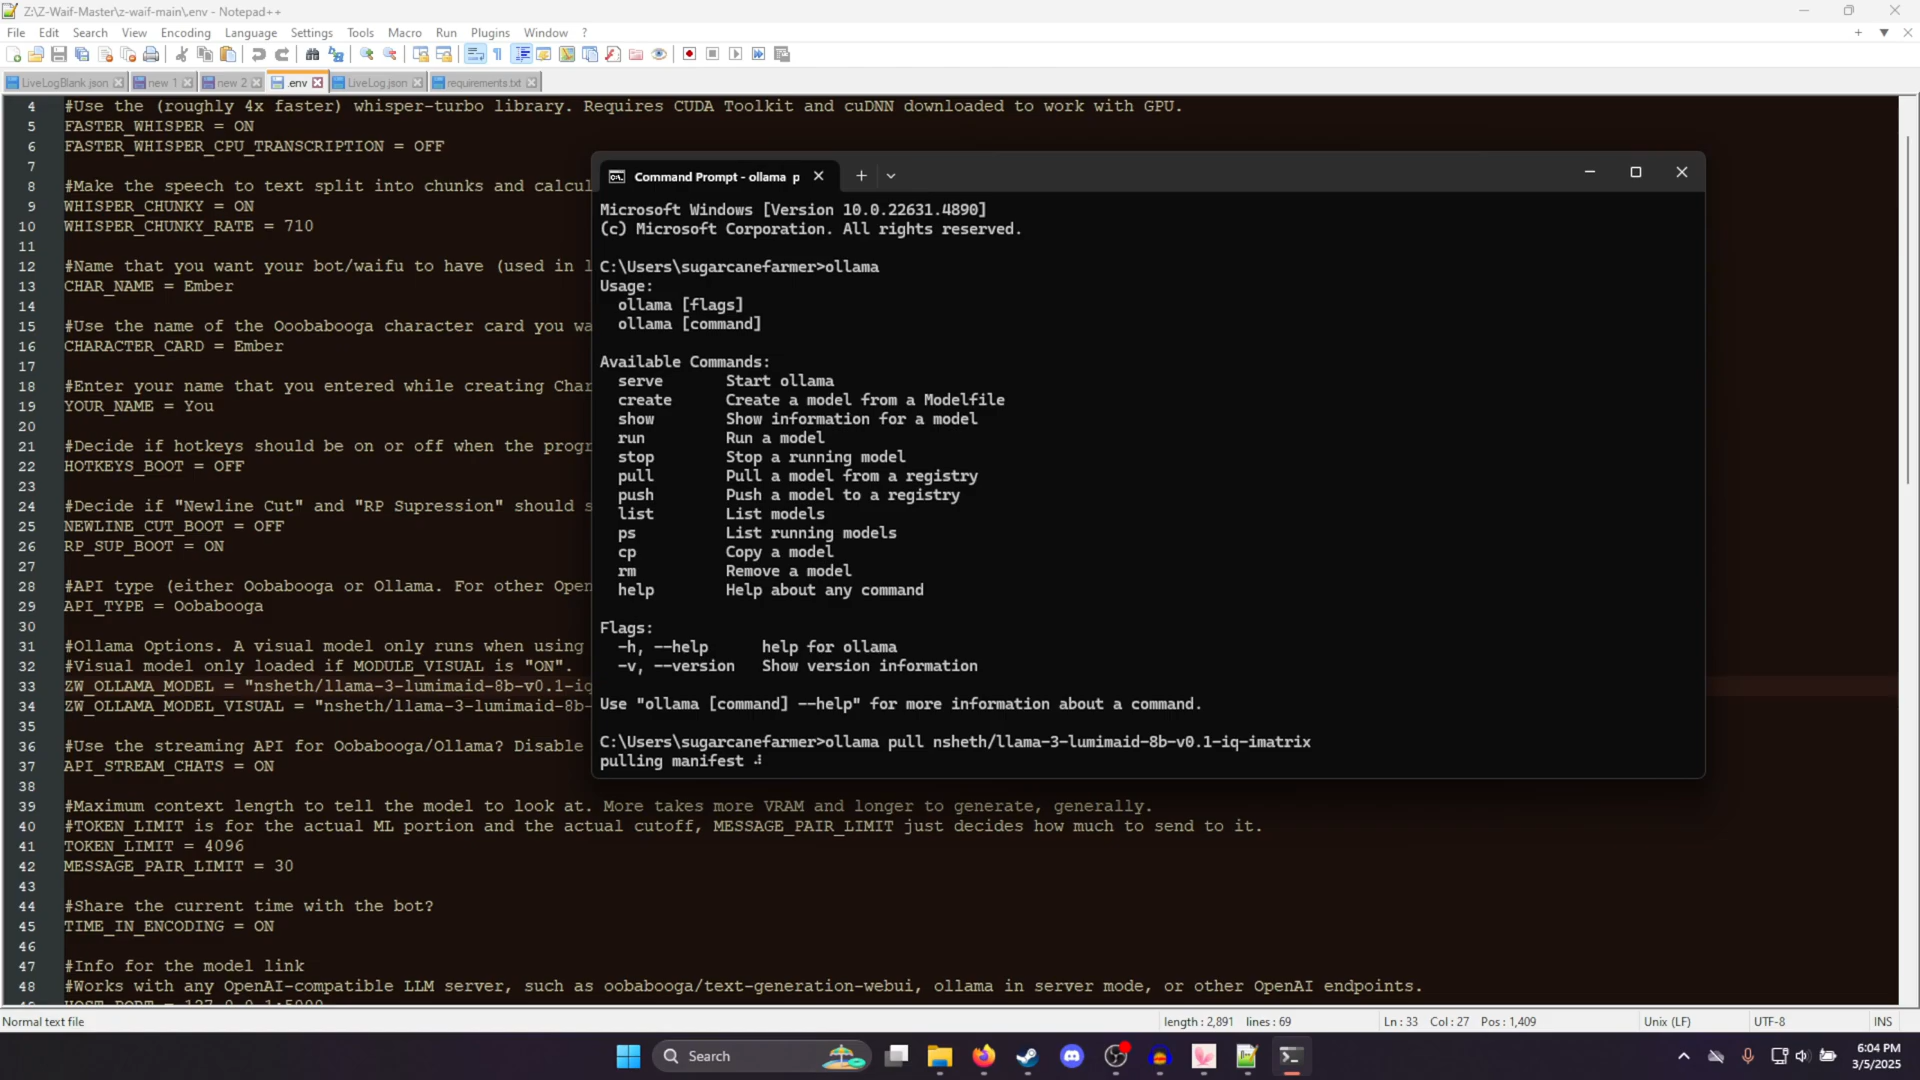 Z:\Z-Waif-Master\z-waif-main\.env - Notepad++
File Edit Search View Encoding Language Settings Tools Macro Run Plugins Window ?
LiveLogBlank.json new 1 new 2 .env LiveLog.json requirements.txt
4 #Use the (roughly 4x faster) whisper-turbo library. Requires CUDA Toolkit and cuDNN downloaded to work with GPU.
5 FASTER_WHISPER = ON
6 FASTER_WHISPER_CPU_TRANSCRIPTION = OFF
7
8 #Make the speech to text split into chunks and calcul
9 WHISPER_CHUNKY = ON
10 WHISPER_CHUNKY_RATE = 710
11
12 #Name that you want your bot/waifu to have (used in l
13 CHAR_NAME = Ember
14
15 #Use the name of the Ooobabooga character card you wa
16 CHARACTER_CARD = Ember
17
18 #Enter your name that you entered while creating Char
19 YOUR_NAME = You
20
21 #Decide if hotkeys should be on or off when the progr
22 HOTKEYS_BOOT = OFF
23
24 #Decide if "Newline Cut" and "RP Supression" should s
25 NEWLINE_CUT_BOOT = OFF
26 RP_SUP_BOOT = ON
27
28 #API type (either Oobabooga or Ollama. For other Open
29 API_TYPE = Oobabooga
30
31 #Ollama Options. A visual model only runs when using
32 #Visual model only loaded if MODULE_VISUAL is "ON".
33 ZW_OLLAMA_MODEL = "nsheth/llama-3-lumimaid-8b-v0.1-iq
34 ZW_OLLAMA_MODEL_VISUAL = "nsheth/llama-3-lumimaid-8b-
35
36 #Use the streaming API for Oobabooga/Ollama? Disable
37 API_STREAM_CHATS = ON
38
39 #Maximum context length to tell the model to look at. More takes more VRAM and longer to generate, generally.
40 #TOKEN_LIMIT is for the actual ML portion and the actual cutoff, MESSAGE_PAIR_LIMIT just decides how much to send to it.
41 TOKEN_LIMIT = 4096
42 MESSAGE_PAIR_LIMIT = 30
43
44 #Share the current time with the bot?
45 TIME_IN_ENCODING = ON
46
47 #Info for the model link
48 #Works with any OpenAI-compatible LLM server, such as oobabooga/text-generation-webui, ollama in server mode, or other OpenAI endpoints.
Command Prompt - ollama p
Microsoft Windows [Version 10.0.22631.4890]
(c) Microsoft Corporation. All rights reserved.
C:\Users\sugarcanefarmer>ollama
Usage:
ollama [flags]
ollama [command]
Available Commands:
serve Start ollama
create Create a model from a Modelfile
show Show information for a model
run Run a model
stop Stop a running model
pull Pull a model from a registry
push Push a model to a registry
list List models
ps List running models
cp Copy a model
rm Remove a model
help Help about any command
Flags:
-h, --help help for ollama
-v, --version Show version information
Use "ollama [command] --help" for more information about a command.
C:\Users\sugarcanefarmer>ollama pull nsheth/llama-3-lumimaid-8b-v0.1-iq-imatrix
pulling manifest
Normal text file length : 2,891 lines : 69 Ln : 33 Col : 27 Pos : 1,409 Unix (LF) UTF-8 INS
Search
6:04 PM
3/5/2025